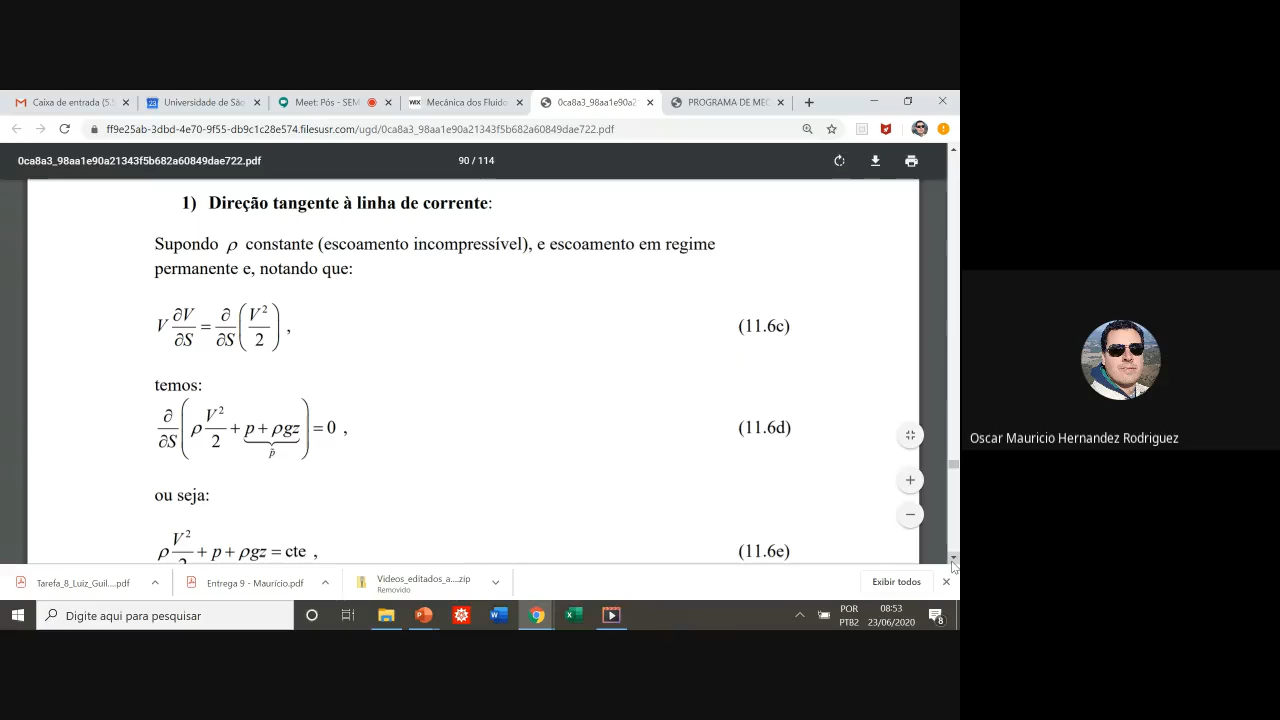 Caixa de entrada (5.5
Universidade de São
Meet: Pós - SEM
Mecânica dos Fluido
0ca8a3_98aa1e90a2
PROGRAMA DE MEC
ff9e25ab-3dbd-4e70-9f55-db9c1c28e574.filesusr.com/ugd/0ca8a3_98aa1e90a21343f5b682a60849dae722.pdf
0ca8a3_98aa1e90a21343f5b682a60849dae722.pdf
90 / 114
1) Direção tangente à linha de corrente:
Supondo ρ constante (escoamento incompressível), e escoamento em regime
permanente e, notando que:
V ∂V/∂S = ∂/∂S (V²/2) , (11.6c)
temos:
∂/∂S (ρ V²/2 + p + ρgz) = 0 , (11.6d)
p̂
ou seja:
ρ V²/2 + p + ρgz = cte , (11.6e)
Oscar Mauricio Hernandez Rodriguez
Tarefa_8_Luiz_Guil....pdf
Entrega 9 - Maurício.pdf
Videos_editados_a....zip
Removido
Exibir todos
Digite aqui para pesquisar
POR
PTB2
08:53
23/06/2020
8